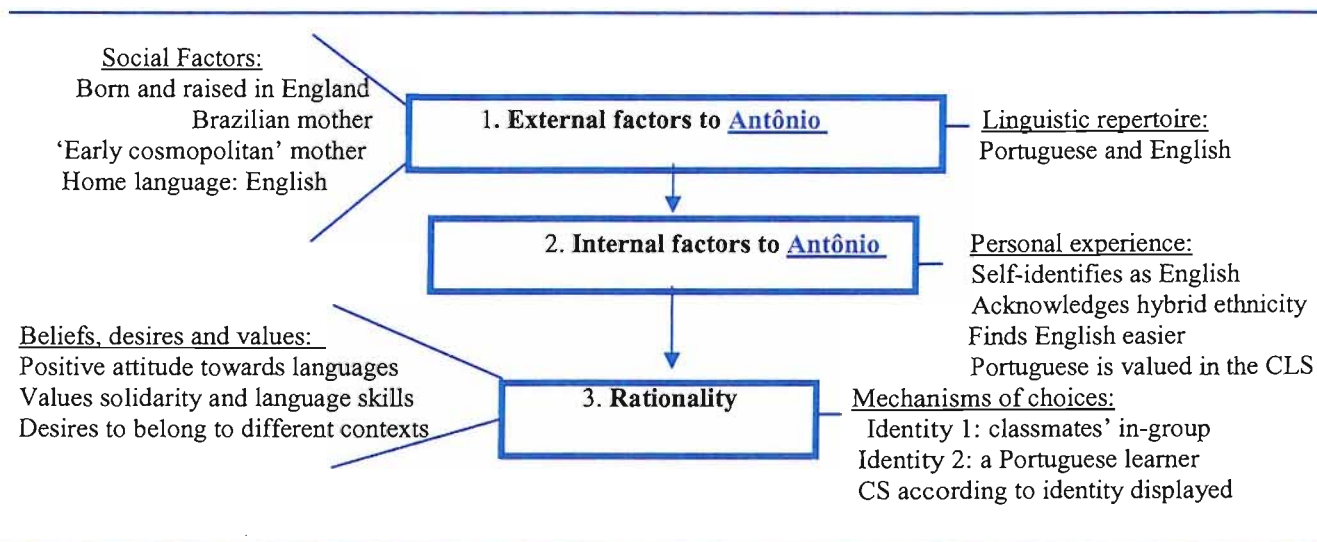 Social Factors:
Born and raised in England
Brazilian mother
‘Early cosmopolitan’ mother
Home language: English
1. External factors to Antônio
Linguistic repertoire:
Portuguese and English
2. Internal factors to Antônio
Personal experience:
Self-identifies as English
Acknowledges hybrid ethnicity
Finds English easier
Portuguese is valued in the CLS
Beliefs, desires and values:
Positive attitude towards languages
Values solidarity and language skills
Desires to belong to different contexts
3. Rationality
Mechanisms of choices:
Identity 1: classmates’ in-group
Identity 2: a Portuguese learner
CS according to identity displayed